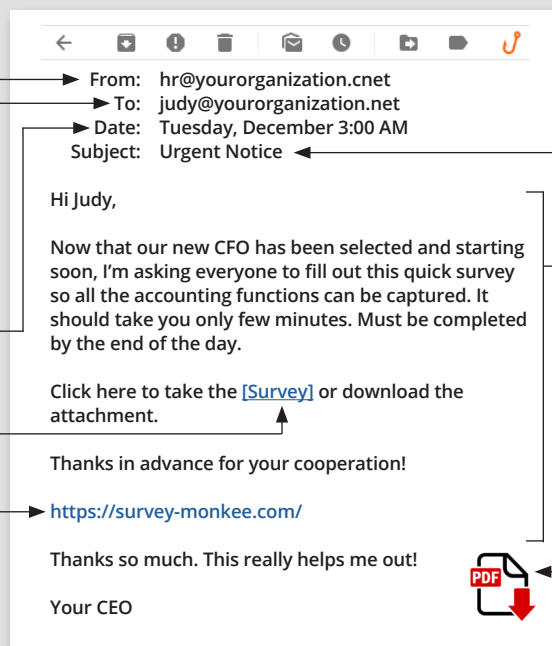 From: hr@yourorganization.cnet
To: judy@yourorganization.net
Date: Tuesday, December 3:00 AM
Subject: Urgent Notice
Hi Judy,
Now that our new CFO has been selected and starting
soon, I'm asking everyone to fill out this quick survey
so all the accounting functions can be captured. It
should take you only few minutes. Must be completed
by the end of the day.
Click here to take the [Survey] or download the
attachment.
Thanks in advance for your cooperation!
https://survey-monkee.com/
Thanks so much. This really helps me out!
PDF
Your CEO